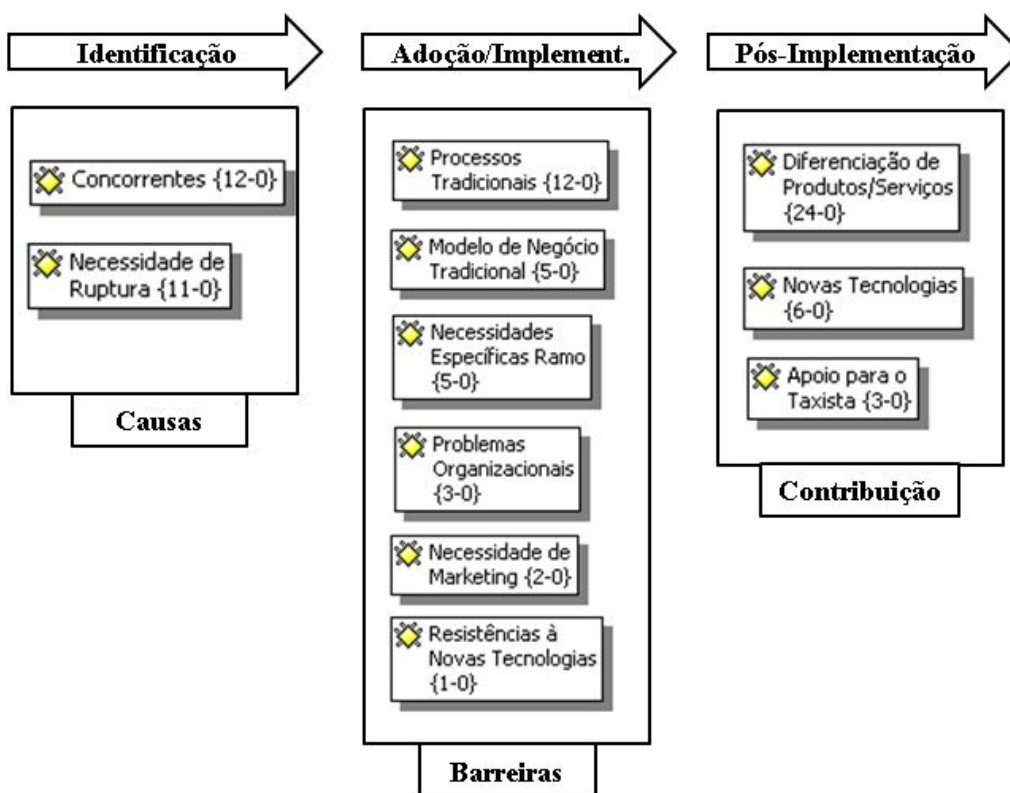 Identificação
Adoção/Implement.
Pós-Implementação
Concorrentes {12-0}
Necessidade de
Ruptura {11-0}
Causas
Processos
Tradicionais {12-0}
Modelo de Negócio
Tradicional {5-0}
Necessidades
Específicas Ramo
{5-0}
Problemas
Organizacionais
{3-0}
Necessidade de
Marketing {2-0}
Resistências à
Novas Tecnologias
{1-0}
Barreiras
Diferenciação de
Produtos/Serviços
{24-0}
Novas Tecnologias
{6-0}
Apoio para o
Taxista {3-0}
Contribuição